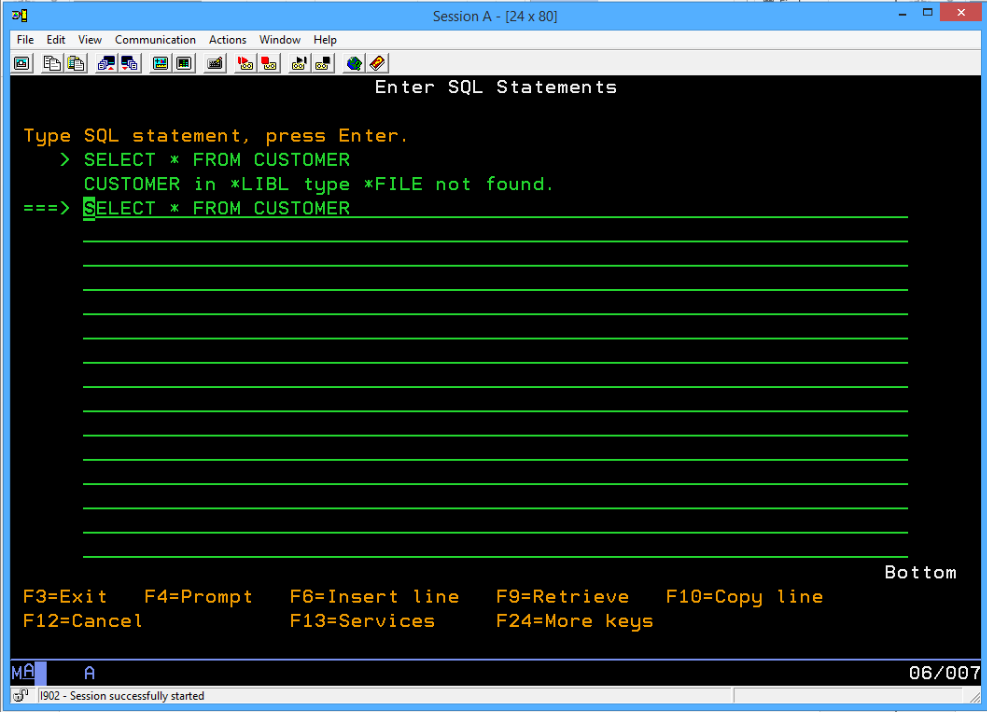 Session A - [24 x 80]
File Edit View Communication Actions Window Help
Enter SQL Statements
Type SQL statement, press Enter.
> SELECT * FROM CUSTOMER
CUSTOMER in *LIBL type *FILE not found.
===> SELECT * FROM CUSTOMER
Bottom
F3=Exit F4=Prompt F6=Insert line F9=Retrieve F10=Copy line
F12=Cancel F13=Services F24=More keys
MA A 06/007
I902 - Session successfully started